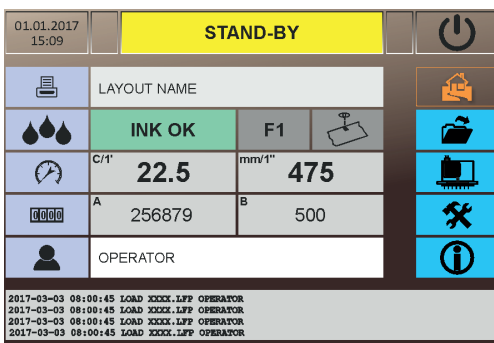 01.01.2017
15:09
STAND-BY
LAYOUT NAME
INK OK
F1
C/1'
22.5
mm/1"
475
0000
A
256879
B
500
OPERATOR
2017-03-03 08:00:45 LOAD XXXX.LFP OPERATOR
2017-03-03 08:00:45 LOAD XXXX.LFP OPERATOR
2017-03-03 08:00:45 LOAD XXXX.LFP OPERATOR
2017-03-03 08:00:45 LOAD XXXX.LFP OPERATOR